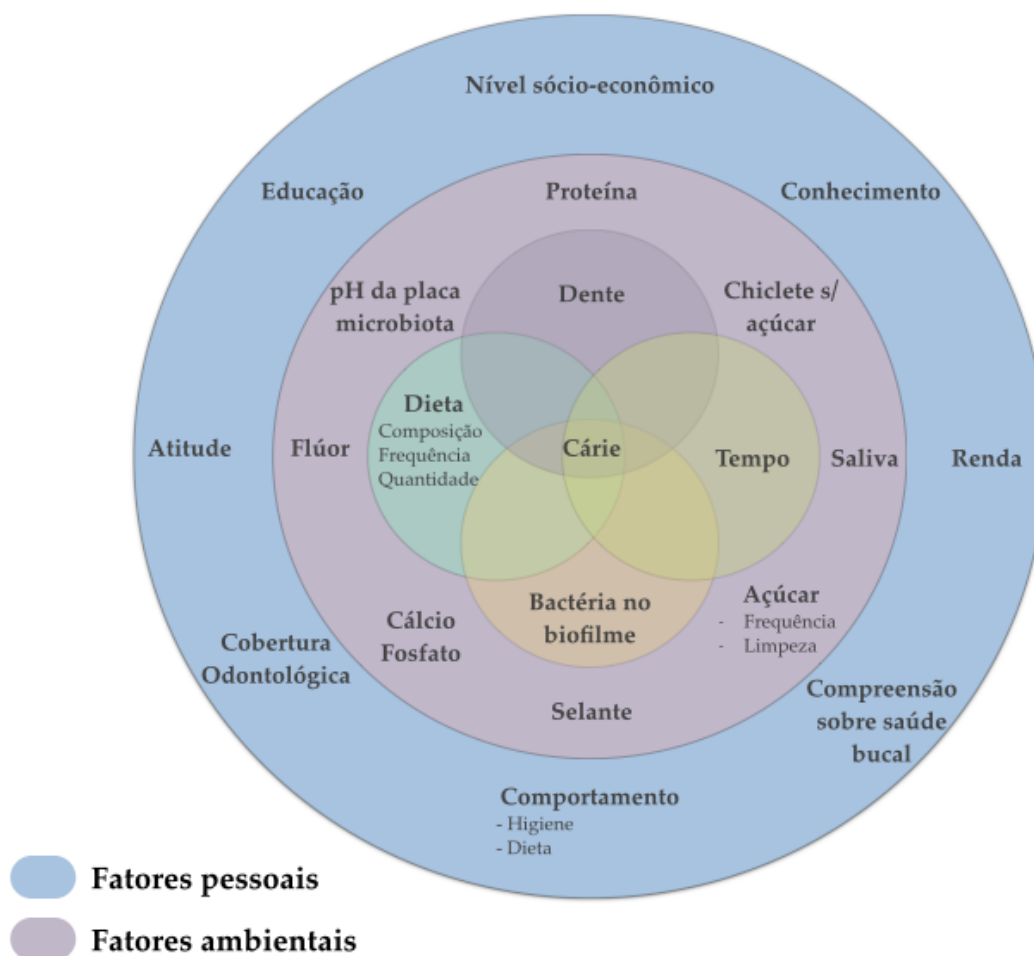 Nível sócio-econômico
Educação
Proteína
Conhecimento
pH da placa
microbiota
Dente
Chiclete s/
açúcar
Dieta
Composição
Frequência
Quantidade
Atitude
Flúor
Cárie
Tempo
Saliva
Renda
Bactéria no
biofilme
Açúcar
- Frequência
- Limpeza
Cálcio
Fosfato
Cobertura
Odontológica
Selante
Compreensão
sobre saúde
bucal
Comportamento
- Higiene
- Dieta
Fatores pessoais
Fatores ambientais